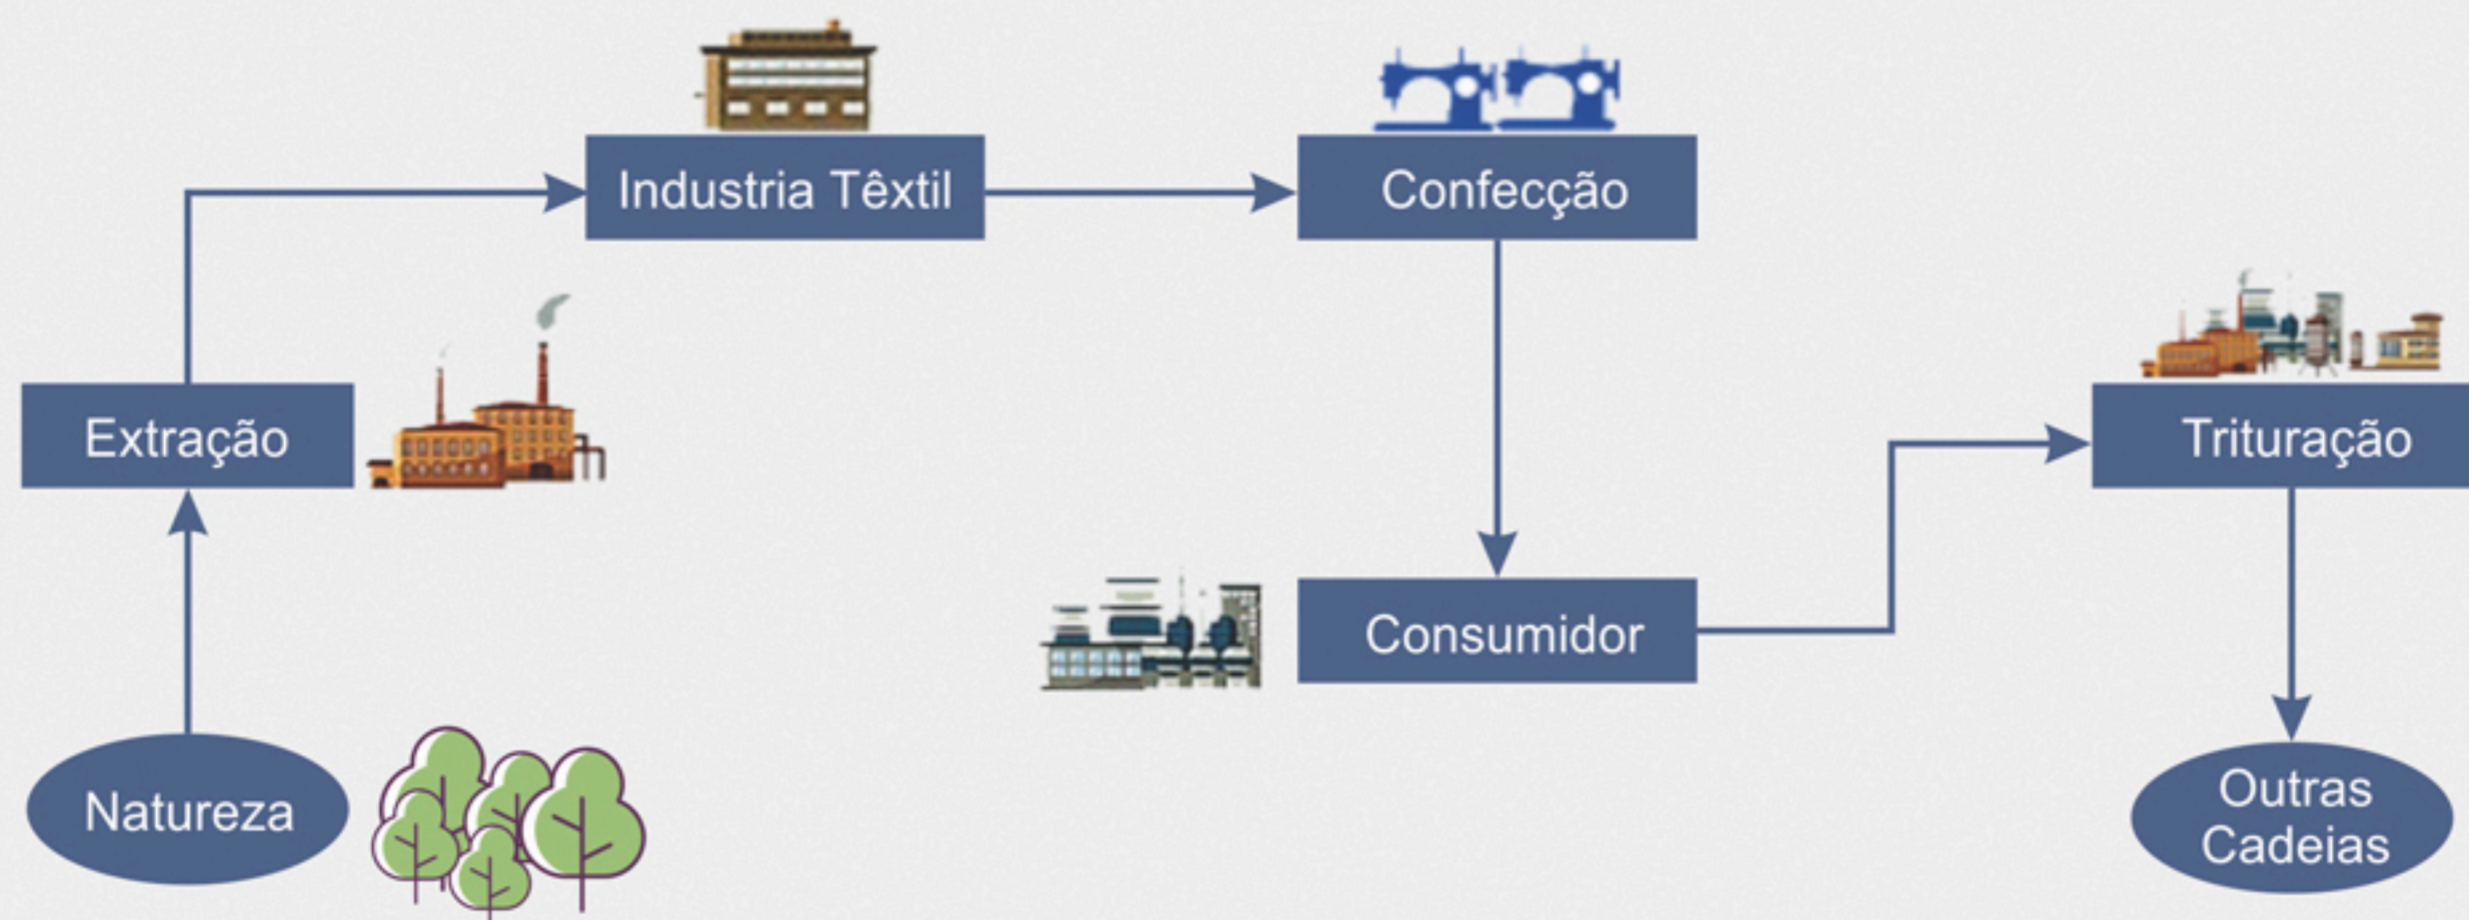 Industria Têxtil
Confecção
Extração
Trituração
Consumidor
Natureza
Outras
Cadeias